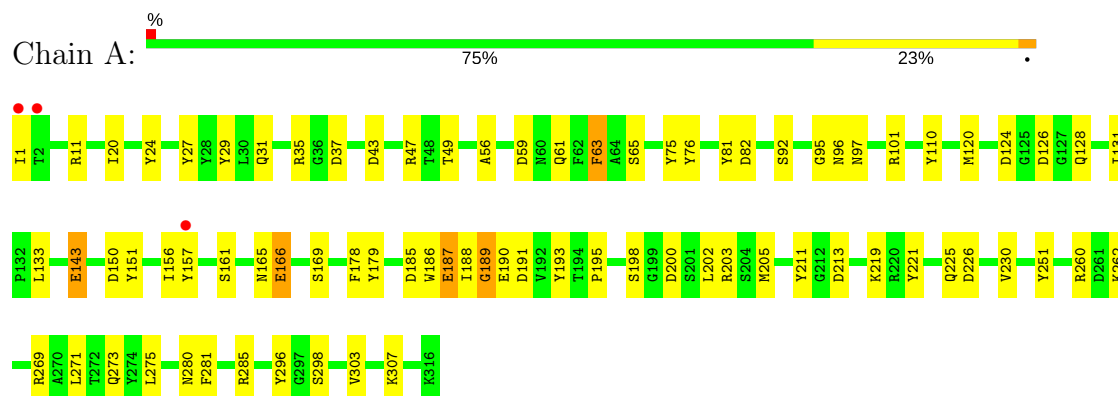 %
Chain A:
75% 23% •
I1 T2 R11 I20 Y24 Y27 Y28 Y29 L30 Q31 R35 G36 D37 D43 R47 T48 T49 A56 D59 N60 Q61 F62 F63 A64 S65 Y75 Y76 Y81 D82 S92 G95 N96 N97 R101 Y110 M120 D124 G125 D126 G127 Q128 I131
P132 L133 E143 D150 Y151 I156 Y157 S161 N165 E166 S169 F178 Y179 D185 W186 E187 I188 G189 E190 D191 V192 Y193 T194 P195 S198 G199 D200 S201 L202 R203 S204 M205 Y211 G212 D213 K219 R220 Y221 Q225 D226 V230 Y251 R260 D261 K262
R269 A270 L271 T272 Q273 Y274 L275 N280 F281 R285 Y296 G297 S298 V303 K307 K316